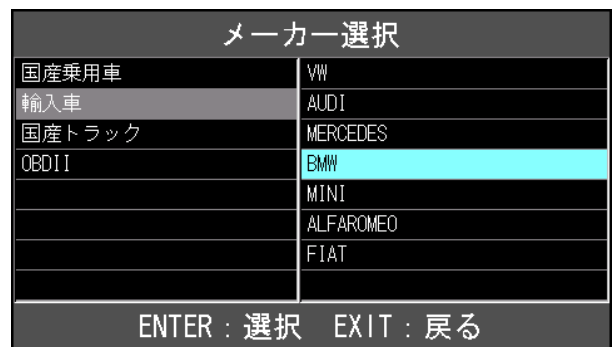 メーカー選択
国産乗用車
輸入車
国産トラック
OBDII
VW
AUDI
MERCEDES
BMW
MINI
ALFAROMEO
FIAT
ENTER：選択　EXIT：戻る